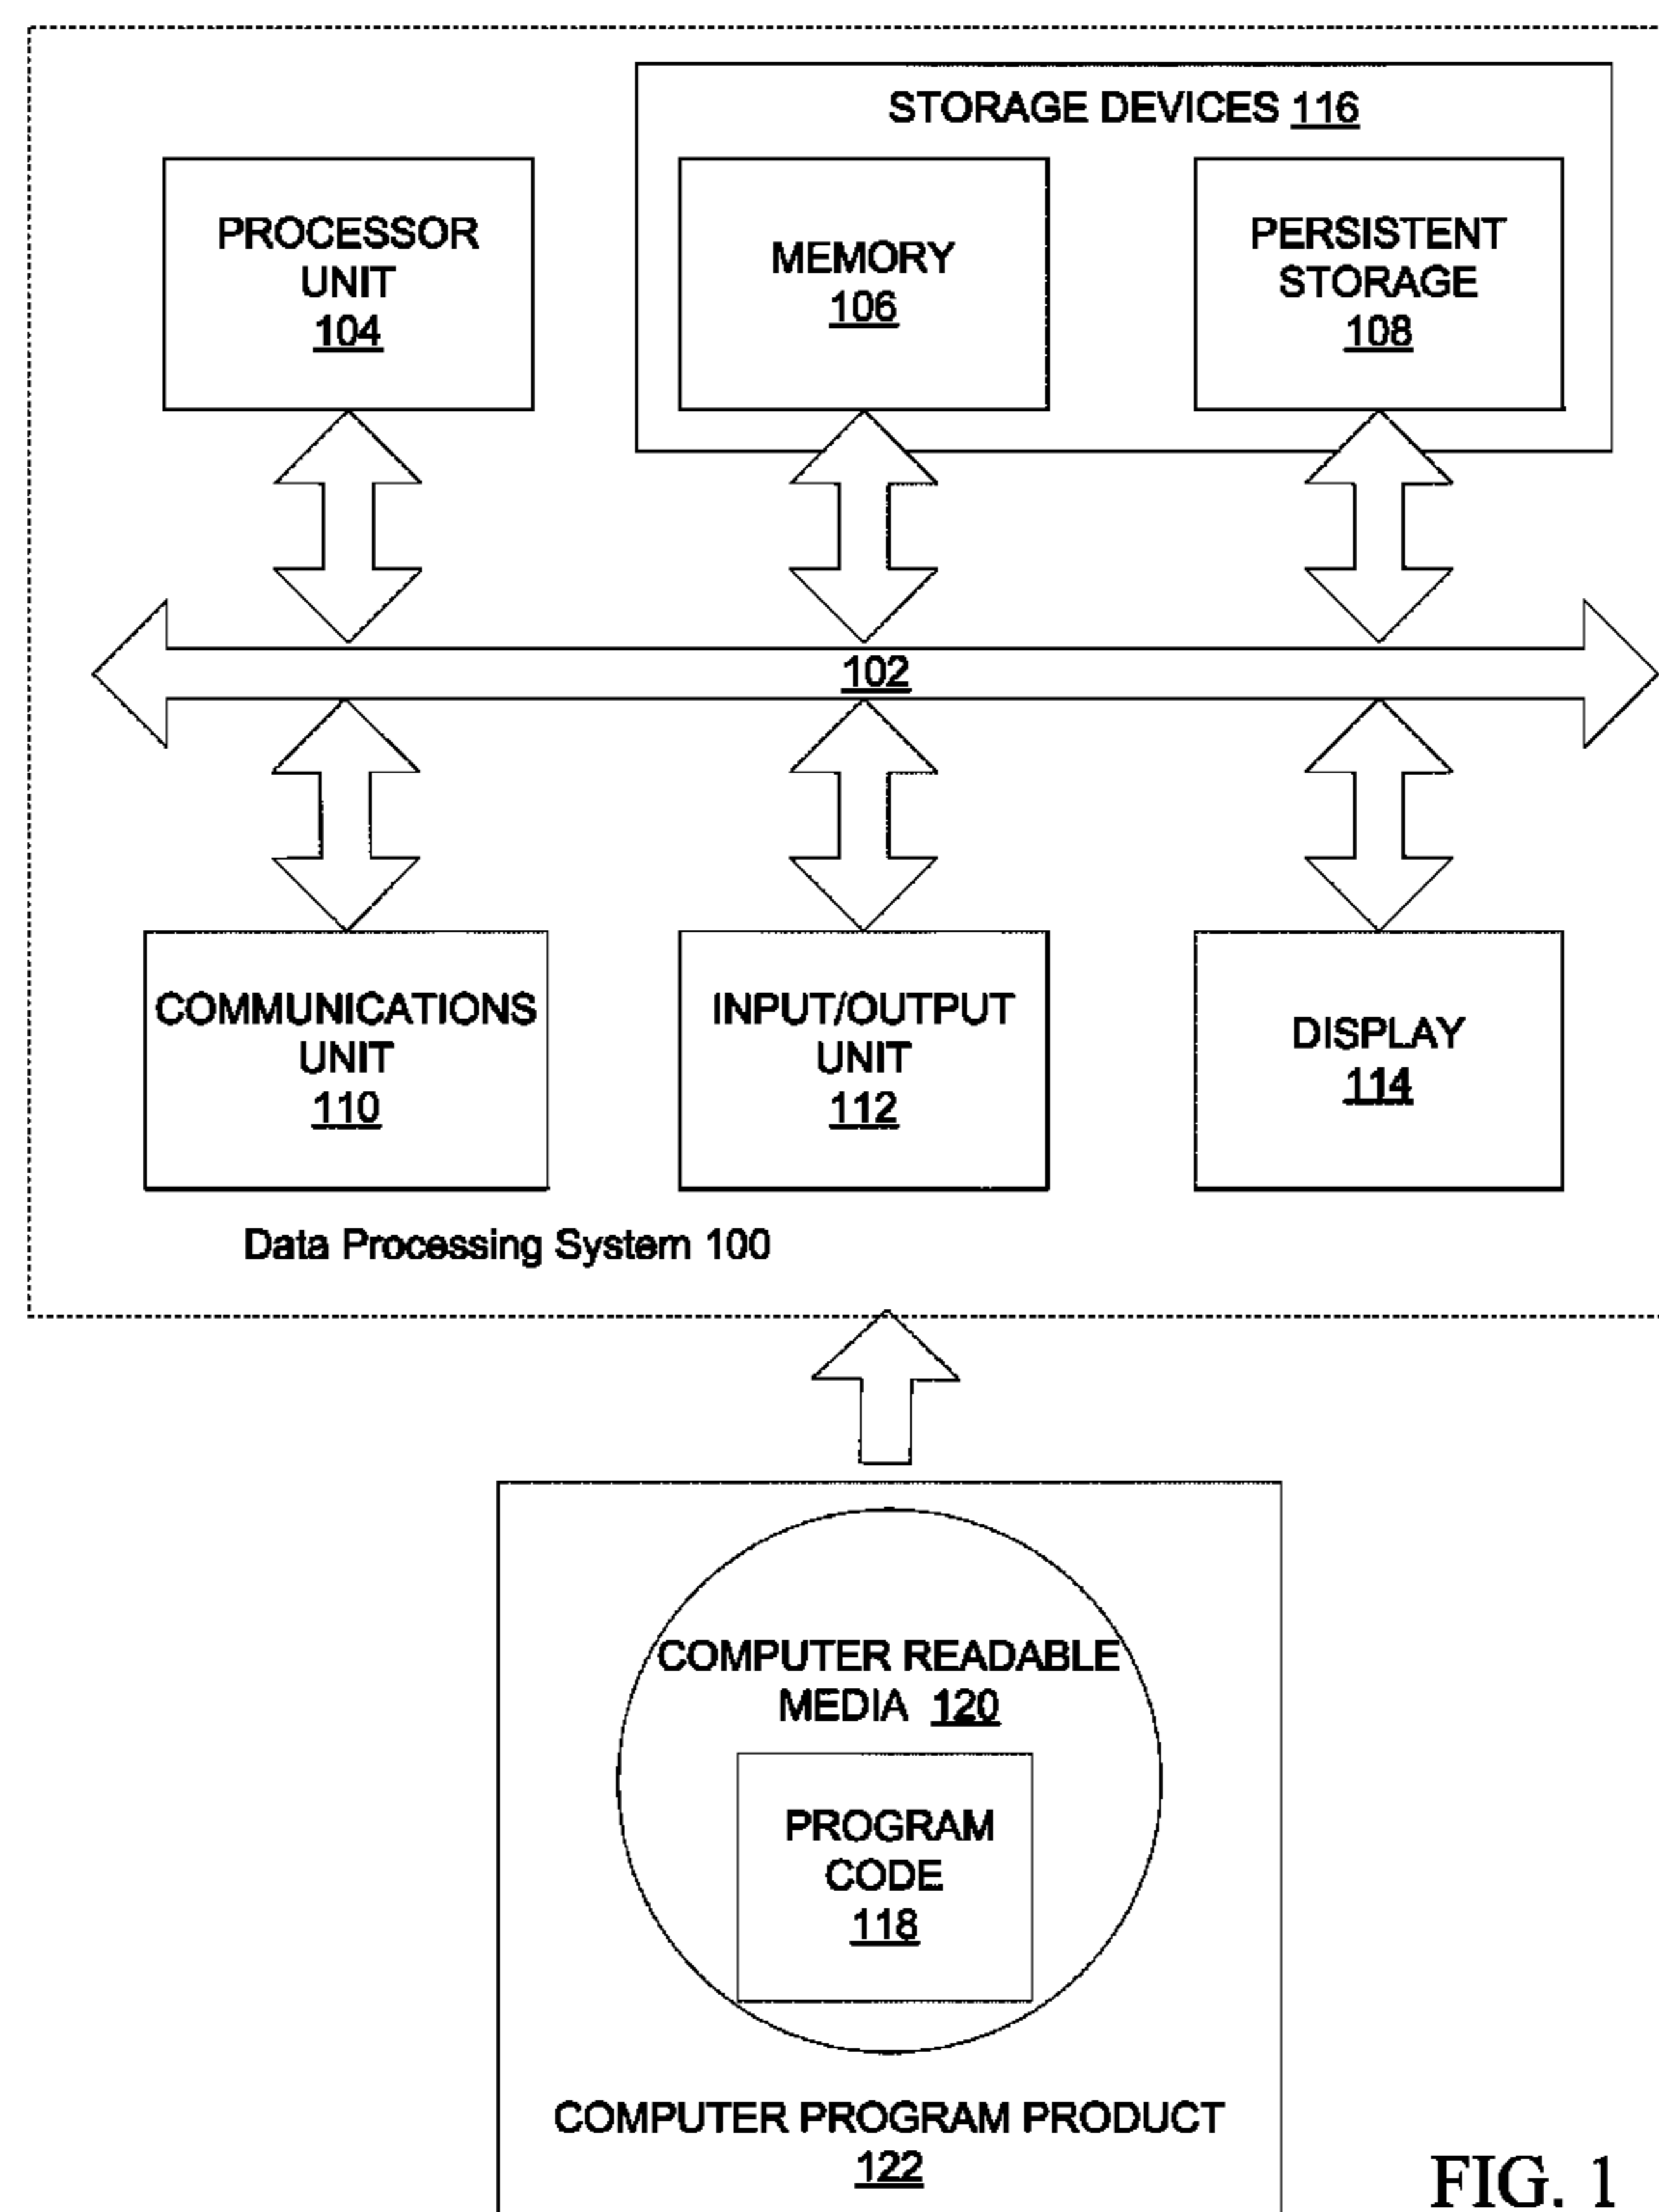 STORAGE DEVICES 116
PROCESSOR
UNIT
104
MEMORY
106
PERSISTENT
STORAGE
108
102
COMMUNICATIONS
UNIT
110
INPUT/OUTPUT
UNIT
112
DISPLAY
114
Data Processing System 100
COMPUTER READABLE
MEDIA 120
PROGRAM
CODE
118
COMPUTER PROGRAM PRODUCT
122
FIG. 1